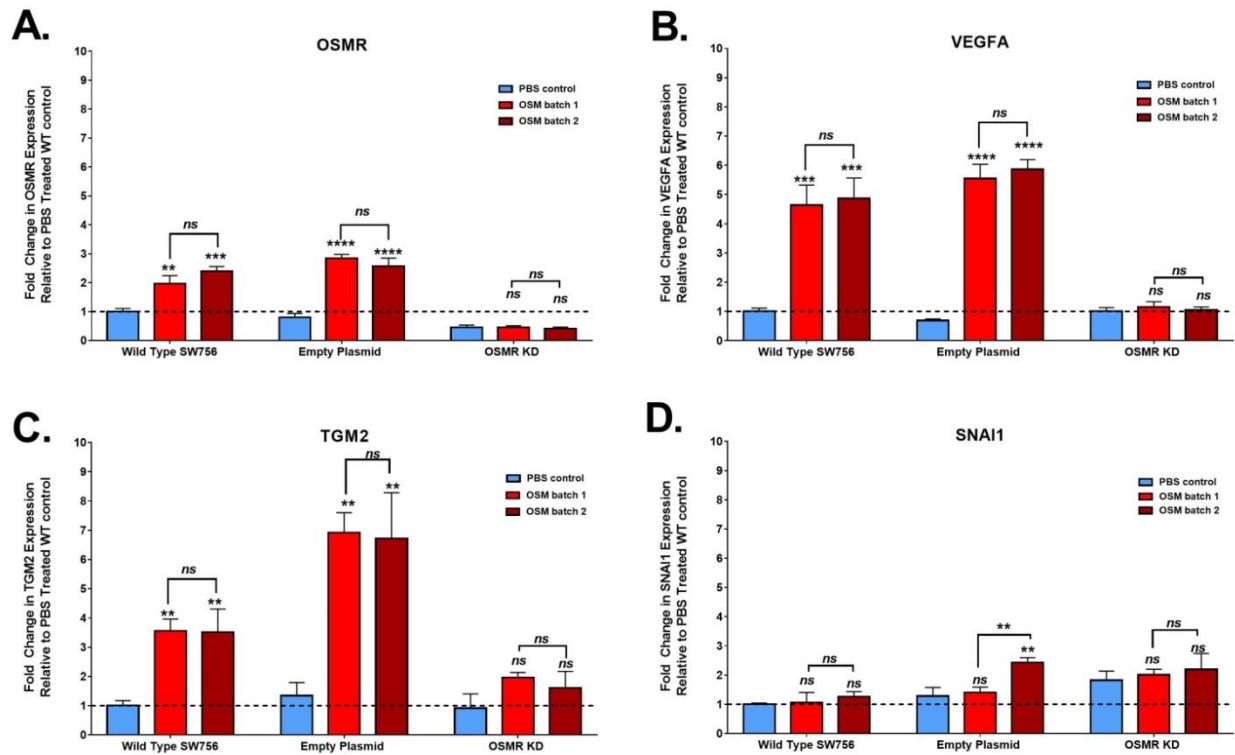 A.
OSMR
Fold Change in OSMR Expression
Relative to PBS Treated WT control
10
9
8
7
6
5
4
3
2
1
0
PBS control
OSM batch 1
OSM batch 2
ns
** ***
ns
**** ****
ns
ns ns
Wild Type SW756 Empty Plasmid OSMR KD
B.
VEGFA
Fold Change in VEGFA Expression
Relative to PBS Treated WT control
10
9
8
7
6
5
4
3
2
1
0
PBS control
OSM batch 1
OSM batch 2
ns
*** ***
ns
**** ****
ns
ns ns
Wild Type SW756 Empty Plasmid OSMR KD
C.
TGM2
Fold Change in TGM2 Expression
Relative to PBS Treated WT control
10
9
8
7
6
5
4
3
2
1
0
PBS control
OSM batch 1
OSM batch 2
ns
** **
ns
** **
ns
ns ns
Wild Type SW756 Empty Plasmid OSMR KD
D.
SNAI1
Fold Change in SNAI1 Expression
Relative to PBS Treated WT control
10
9
8
7
6
5
4
3
2
1
0
PBS control
OSM batch 1
OSM batch 2
ns
ns ns
**
ns **
ns
ns ns
Wild Type SW756 Empty Plasmid OSMR KD